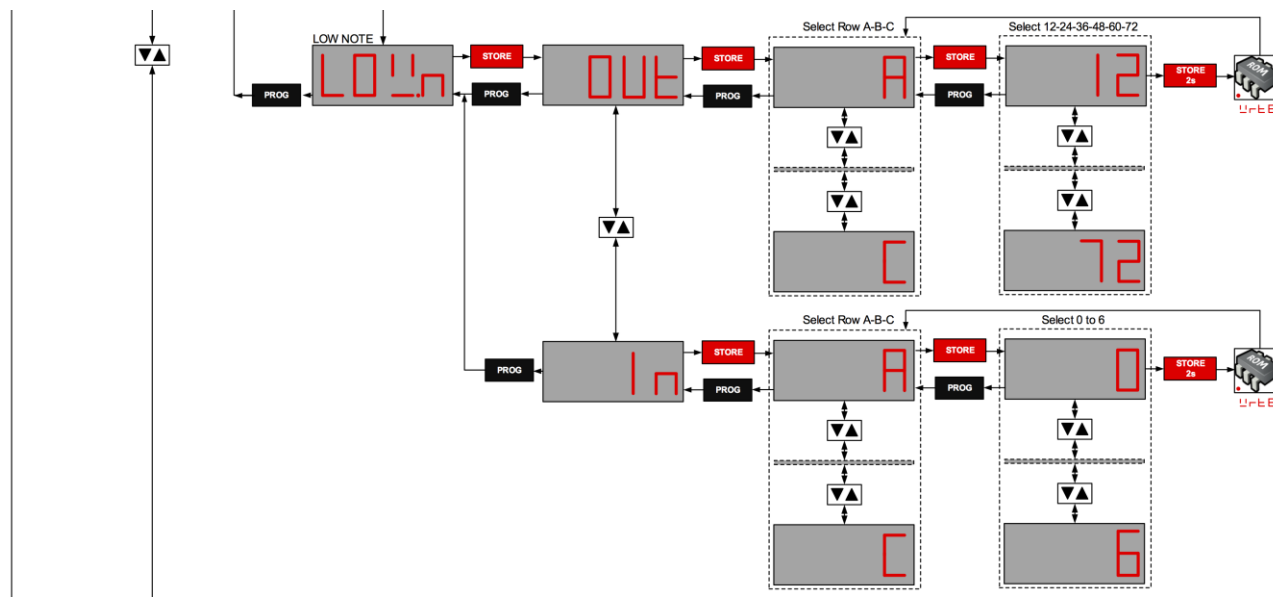 Select Row A-B-C
Select 12-24-36-48-60-72
LOW NOTE
LOW.n
STORE
OUt
STORE
A
STORE
12
STORE
2s
ROM
PROG
PROG
PROG
PROG
C
72
Select Row A-B-C
Select 0 to 6
In
STORE
A
STORE
0
STORE
2s
ROM
PROG
PROG
PROG
C
6